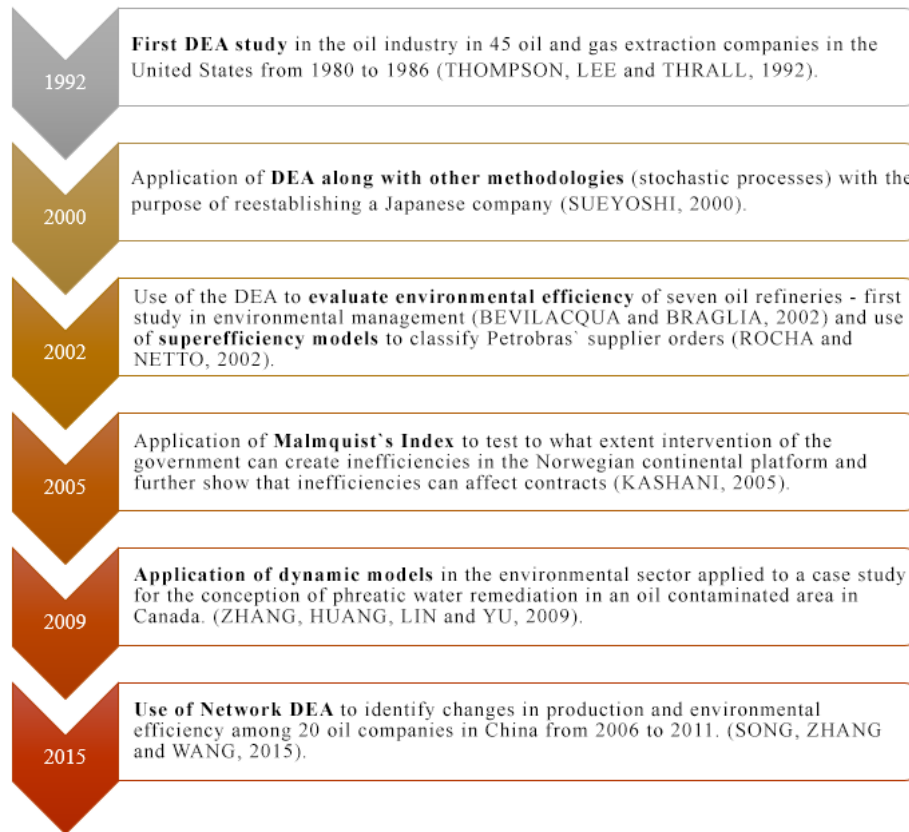 1992
First DEA study in the oil industry in 45 oil and gas extraction companies in the
United States from 1980 to 1986 (THOMPSON, LEE and THRALL, 1992).
2000
Application of DEA along with other methodologies (stochastic processes) with the
purpose of reestablishing a Japanese company (SUEYOSHI, 2000).
2002
Use of the DEA to evaluate environmental efficiency of seven oil refineries - first
study in environmental management (BEVILACQUA and BRAGLIA, 2002) and use
of superefficiency models to classify Petrobras` supplier orders (ROCHA and
NETTO, 2002).
2005
Application of Malmquist`s Index to test to what extent intervention of the
government can create inefficiencies in the Norwegian continental platform and
further show that inefficiencies can affect contracts (KASHANI, 2005).
2009
Application of dynamic models in the environmental sector applied to a case study
for the conception of phreatic water remediation in an oil contaminated area in
Canada. (ZHANG, HUANG, LIN and YU, 2009).
2015
Use of Network DEA to identify changes in production and environmental
efficiency among 20 oil companies in China from 2006 to 2011. (SONG, ZHANG
and WANG, 2015).